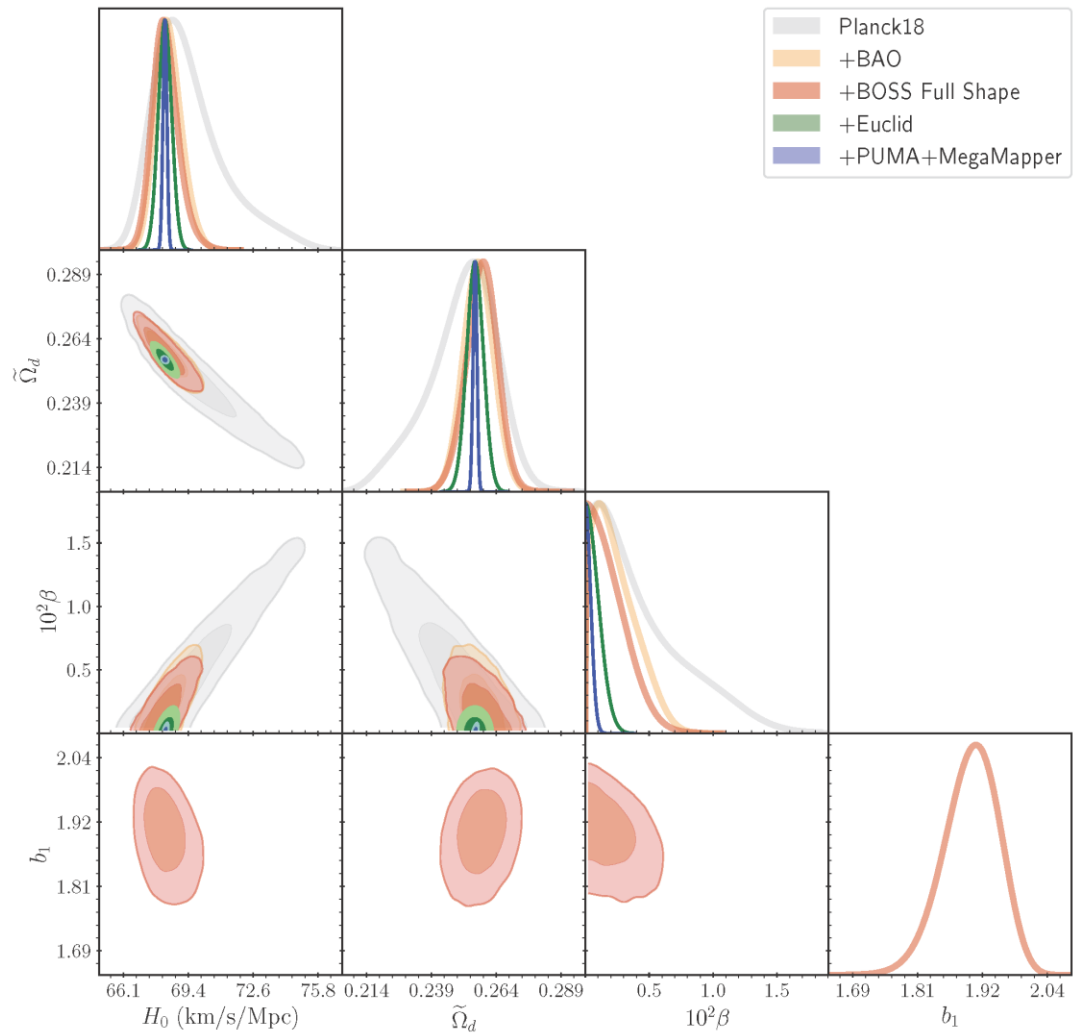 Planck18
+BAO
+BOSS Full Shape
+Euclid
+PUMA+MegaMapper
0.289
0.264
0.239
0.214
Ω̃_d
1.5
1.0
0.5
10²β
2.04
1.92
1.81
1.69
b₁
66.1 69.4 72.6 75.8 0.214 0.239 0.264 0.289 0.5 1.0 1.5 1.69 1.81 1.92 2.04
H₀ (km/s/Mpc) Ω̃_d 10²β b₁